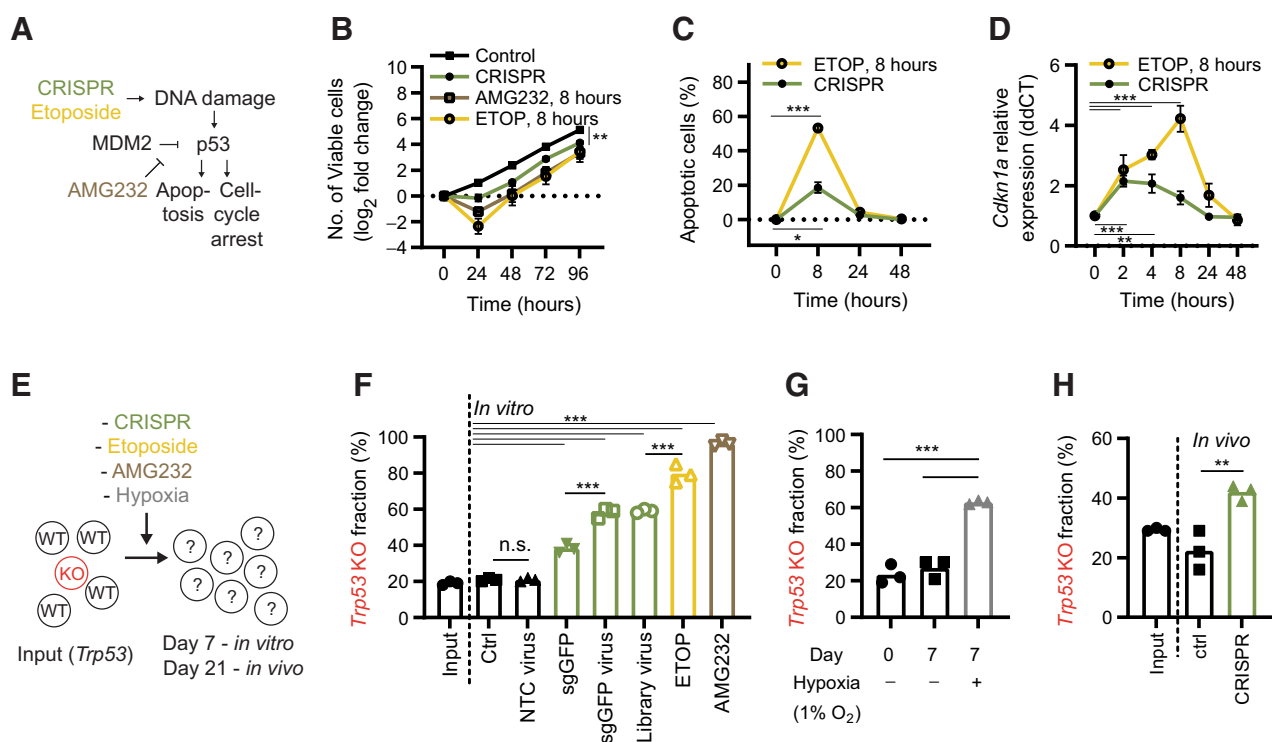 A
CRISPR
Etoposide
DNA damage
MDM2
p53
AMG232
Apop-
tosis
Cell-
cycle
arrest
B
Control
CRISPR
AMG232, 8 hours
ETOP, 8 hours
No. of Viable cells
(log2 fold change)
10
8
6
4
2
0
−2
−4
**
0 24 48 72 96
Time (hours)
C
ETOP, 8 hours
CRISPR
Apoptotic cells (%)
80
60
40
20
0
***
*
0 8 24 48
Time (hours)
D
ETOP, 8 hours
CRISPR
Cdkn1a relative
expression (ddCT)
6
4
2
0
***
***
**
0 2 4 8 24 48
Time (hours)
E
- CRISPR
- Etoposide
- AMG232
- Hypoxia
WT WT
KO
WT WT
? ? ? ? ? ? ?
Input (Trp53)
Day 7 - in vitro
Day 21 - in vivo
F
In vitro
Trp53 KO fraction (%)
100
80
60
40
20
0
***
***
***
n.s.
Input
Ctrl
NTC virus
sgGFP
sgGFP virus
Library virus
ETOP
AMG232
G
Trp53 KO fraction (%)
100
80
60
40
20
0
***
Day 0 7 7
Hypoxia − − +
(1% O2)
H
In vivo
Trp53 KO fraction (%)
60
40
20
0
**
Input
ctrl
CRISPR